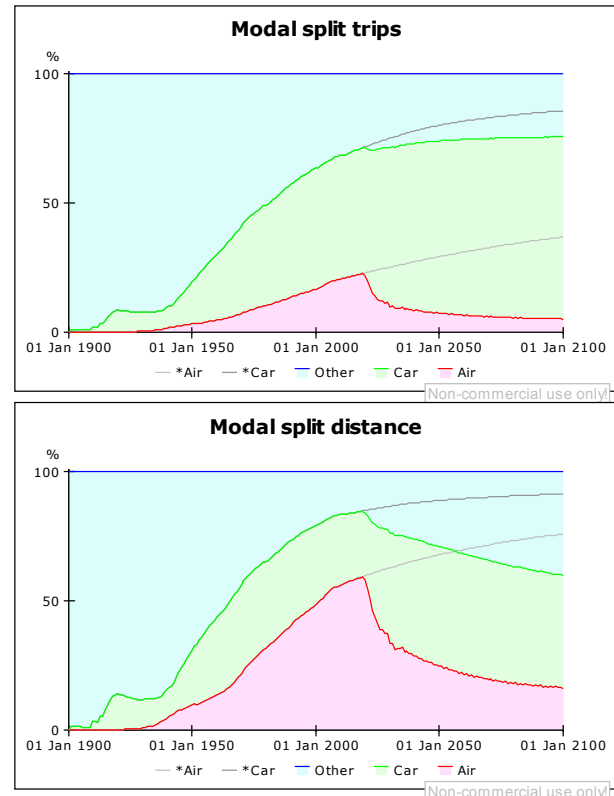 Modal split trips
%
100
50
0
01 Jan 1900 01 Jan 1950 01 Jan 2000 01 Jan 2050 01 Jan 2100
*Air *Car Other Car Air
Non-commercial use only!
Modal split distance
%
100
50
0
01 Jan 1900 01 Jan 1950 01 Jan 2000 01 Jan 2050 01 Jan 2100
*Air *Car Other Car Air
Non-commercial use only!